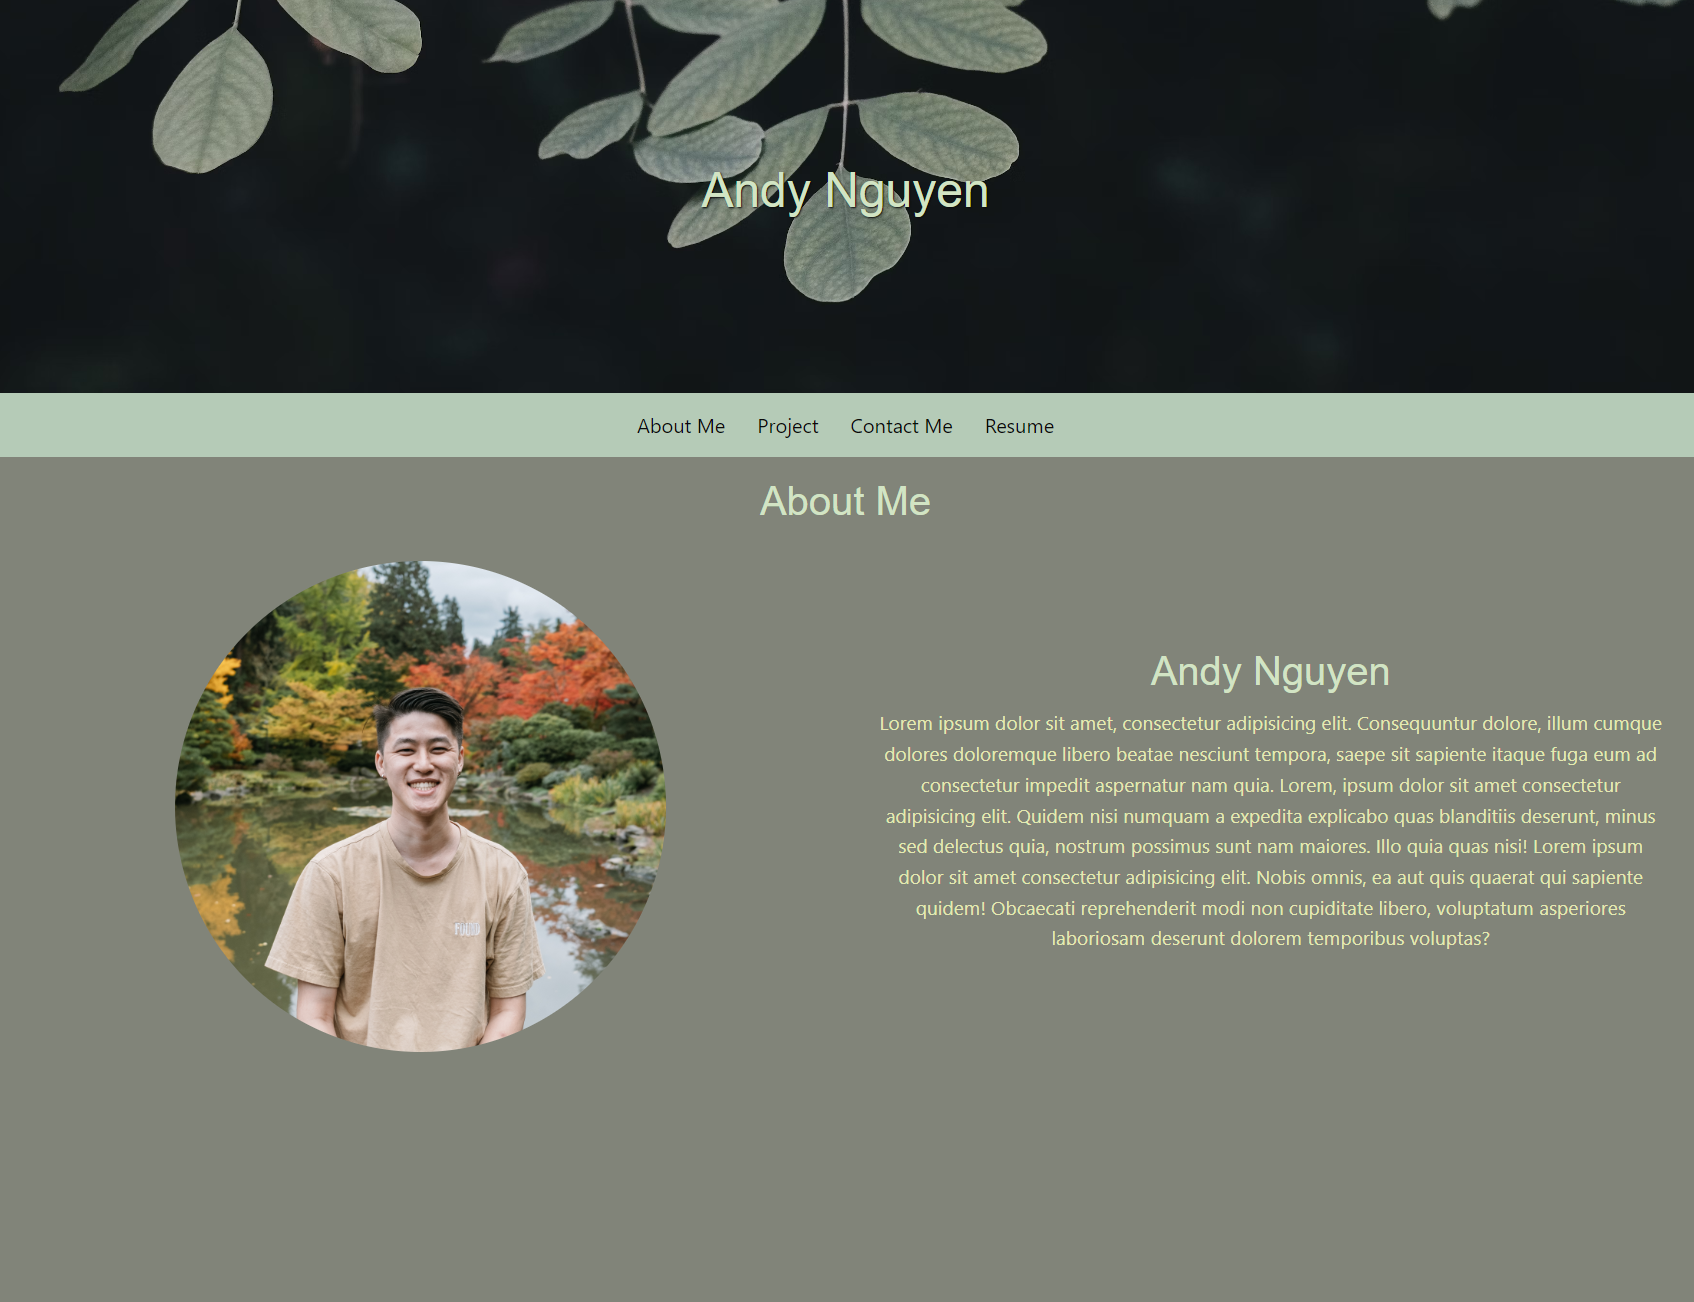 Andy Nguyen
About Me Project Contact Me Resume
About Me
Andy Nguyen
Lorem ipsum dolor sit amet, consectetur adipisicing elit. Consequuntur dolore, illum cumque
dolores doloremque libero beatae nesciunt tempora, saepe sit sapiente itaque fuga eum ad
consectetur impedit aspernatur nam quia. Lorem, ipsum dolor sit amet consectetur
adipisicing elit. Quidem nisi numquam a expedita explicabo quas blanditiis deserunt, minus
sed delectus quia, nostrum possimus sunt nam maiores. Illo quia quas nisi! Lorem ipsum
dolor sit amet consectetur adipisicing elit. Nobis omnis, ea aut quis quaerat qui sapiente
quidem! Obcaecati reprehenderit modi non cupiditate libero, voluptatum asperiores
laboriosam deserunt dolorem temporibus voluptas?